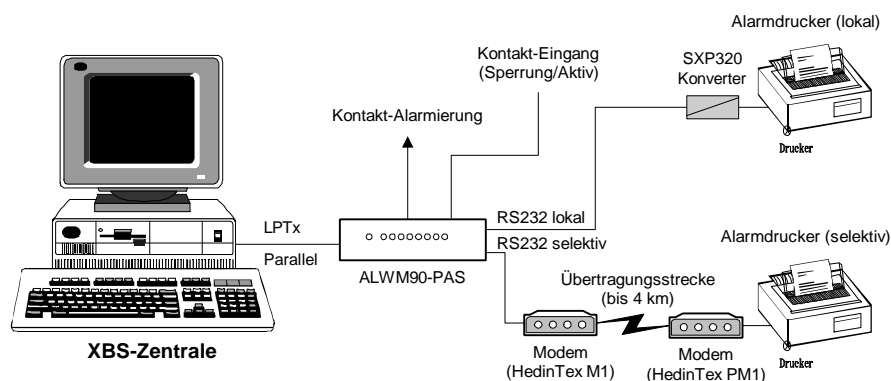 Alarmdrucker (lokal)
Kontakt-Eingang
(Sperrung/Aktiv)
SXP320
Konverter
Kontakt-Alarmierung
Drucker
LPTx
Parallel
RS232 lokal
RS232 selektiv
ALWM90-PAS
Alarmdrucker (selektiv)
Übertragungsstrecke
(bis 4 km)
XBS-Zentrale
Modem
(HedinTex M1)
Modem
(HedinTex PM1)
Drucker